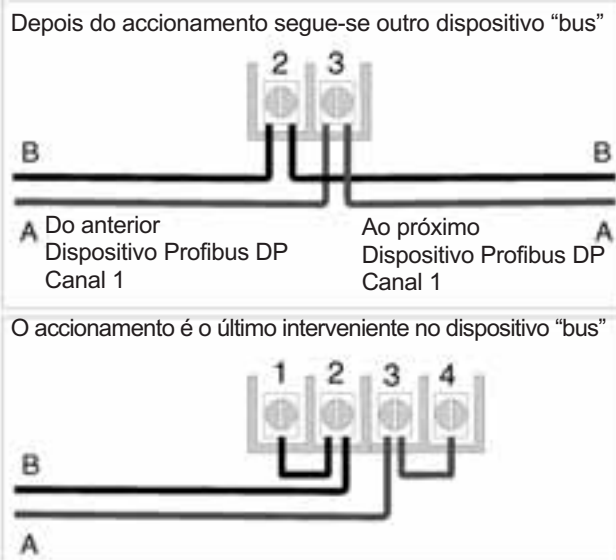 Depois do accionamento segue-se outro dispositivo “bus”
2 3
B B
A A
Do anterior
Dispositivo Profibus DP
Canal 1
Ao próximo
Dispositivo Profibus DP
Canal 1
O accionamento é o último interveniente no dispositivo “bus”
1 2 3 4
B
A